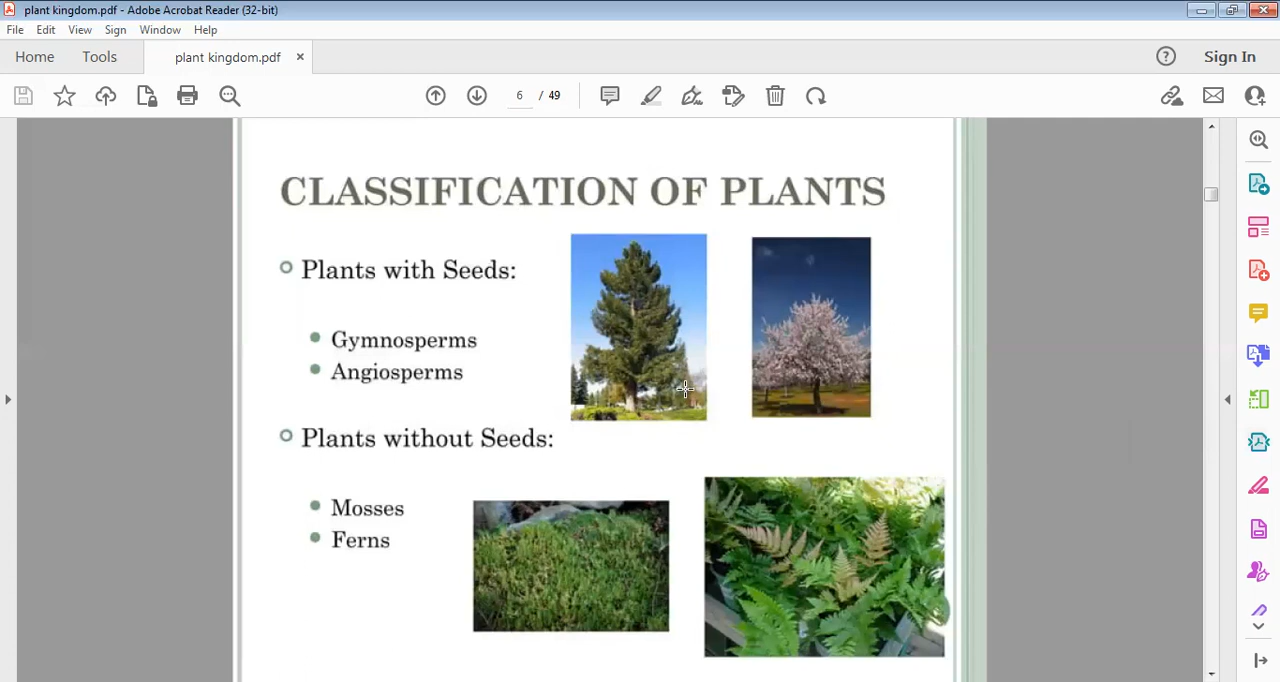 plant kingdom.pdf - Adobe Acrobat Reader (32-bit)
File Edit View Sign Window Help
Home Tools plant kingdom.pdf × Sign In
6 / 49
CLASSIFICATION OF PLANTS
Plants with Seeds:
Gymnosperms
Angiosperms
Plants without Seeds:
Mosses
Ferns